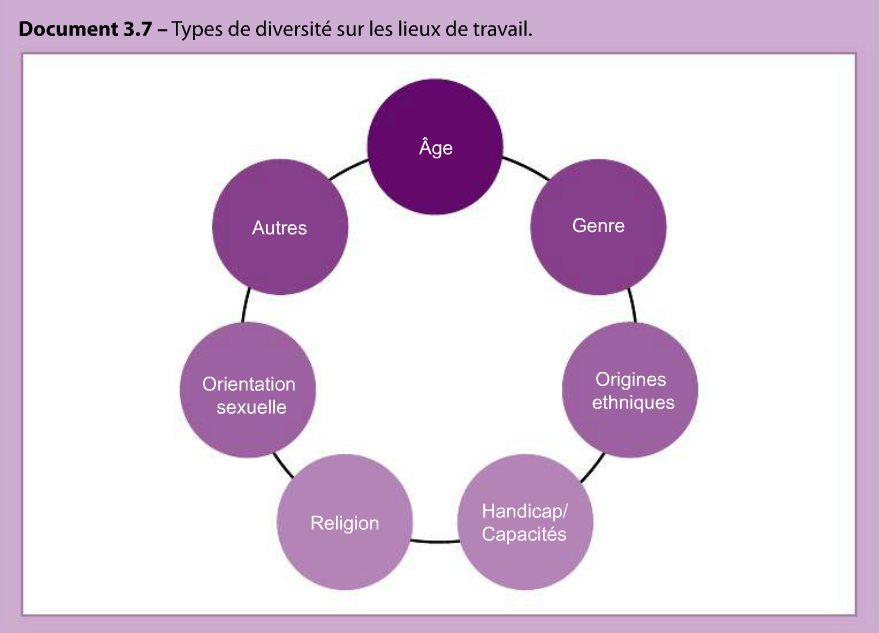 Document 3.7 – Types de diversité sur les lieux de travail.
Âge
Genre
Origines
ethniques
Handicap/
Capacités
Religion
Orientation
sexuelle
Autres